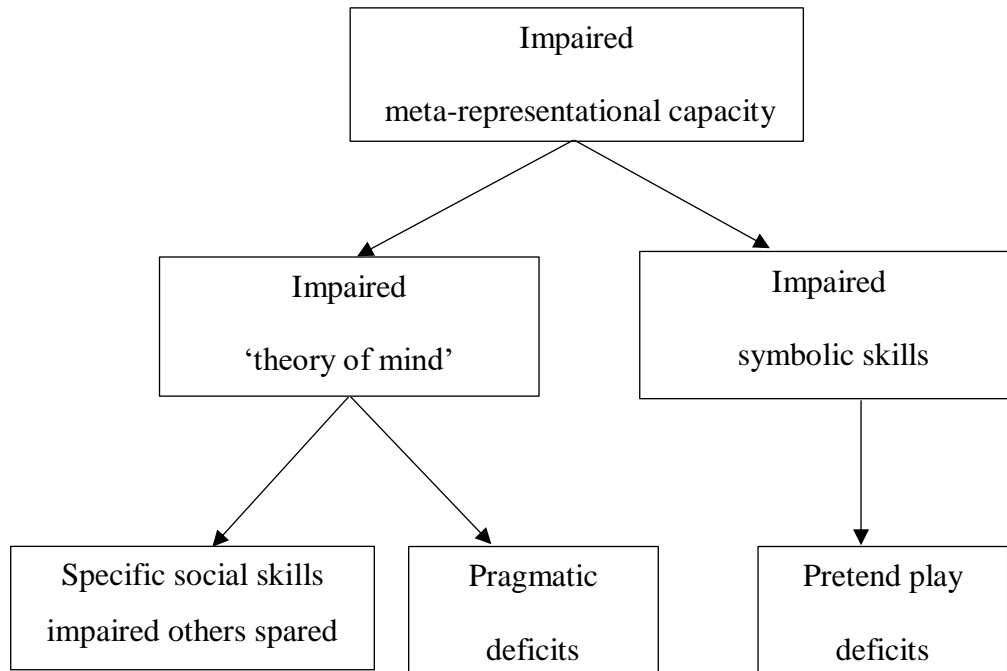 Impaired
meta-representational capacity
Impaired
‘theory of mind’
Impaired
symbolic skills
Specific social skills
impaired others spared
Pragmatic
deficits
Pretend play
deficits